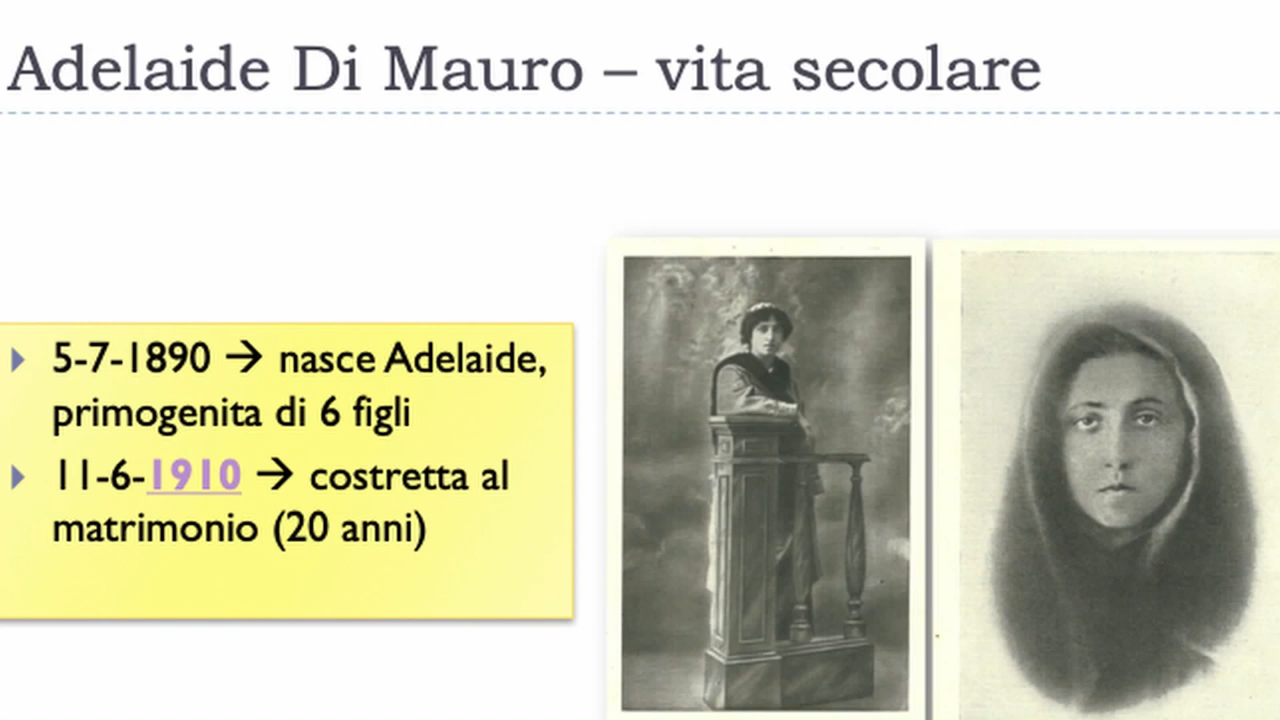 Adelaide Di Mauro – vita secolare
5-7-1890 → nasce Adelaide,
primogenita di 6 figli
11-6-1910 → costretta al
matrimonio (20 anni)